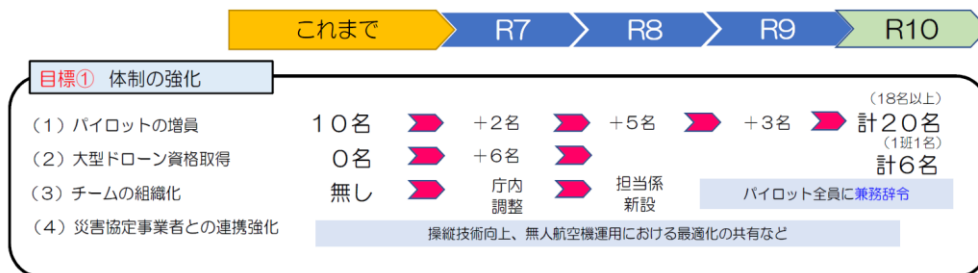 これまで R7 R8 R9 R10
目標① 体制の強化
(18名以上)
(1)パイロットの増員 10名 +2名 +5名 +3名 計20名
(1班1名)
(2)大型ドローン資格取得 0名 +6名 計6名
(3)チームの組織化 無し 庁内調整 担当係新設 パイロット全員に兼務辞令
(4)災害協定事業者との連携強化
操縦技術向上、無人航空機運用における最適化の共有など